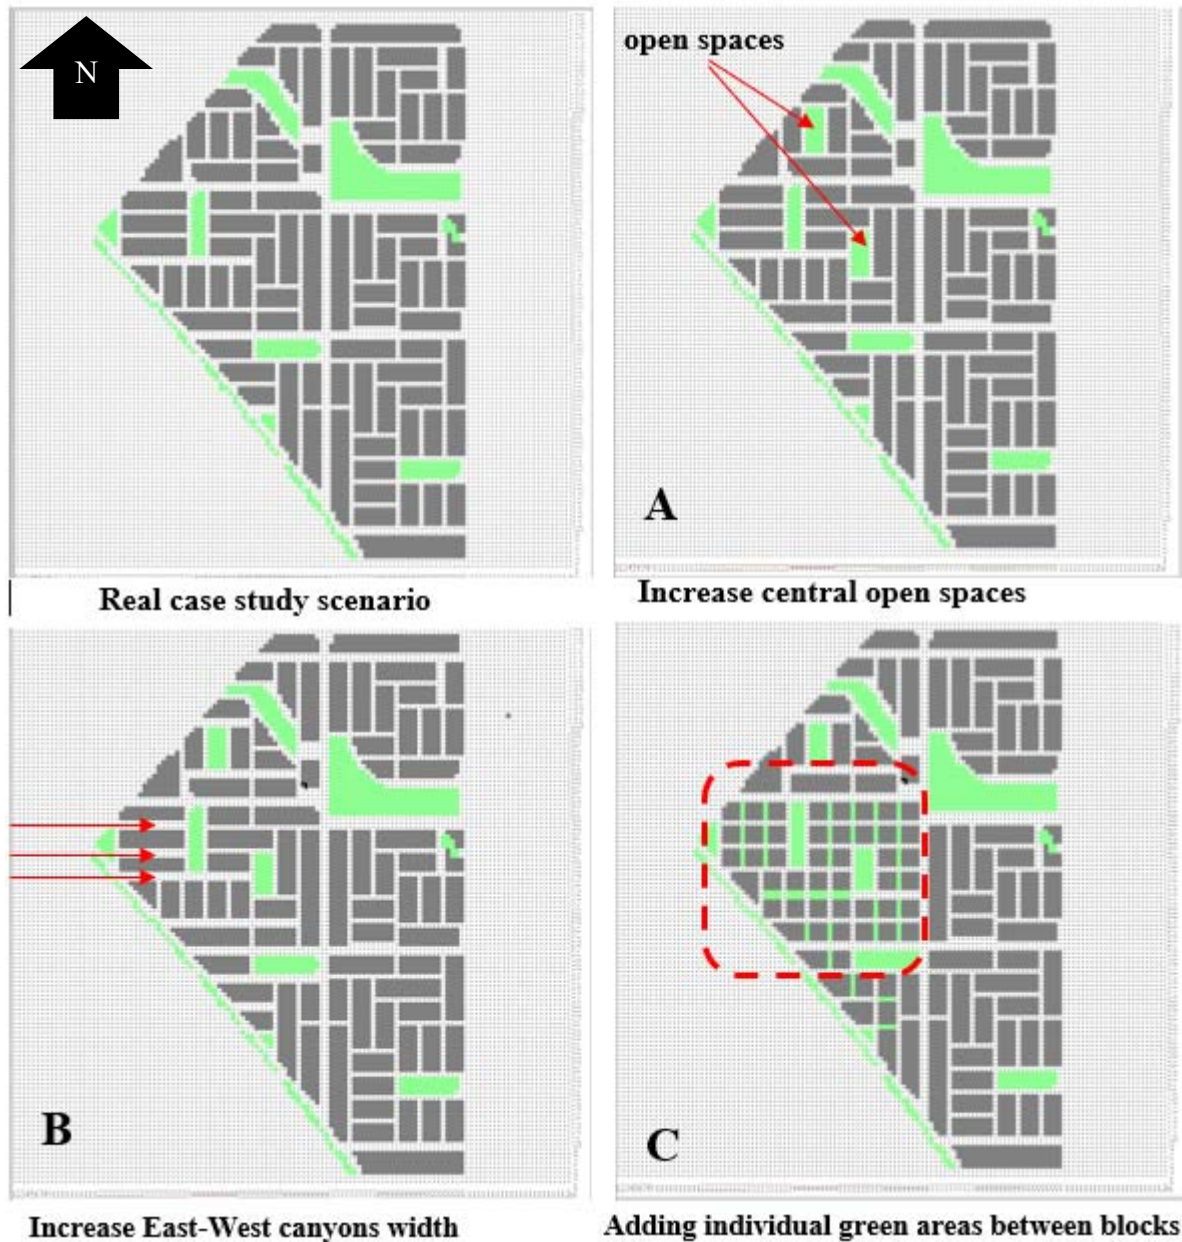 N
open spaces
A
Real case study scenario
Increase central open spaces
B
C
Increase East-West canyons width
Adding individual green areas between blocks